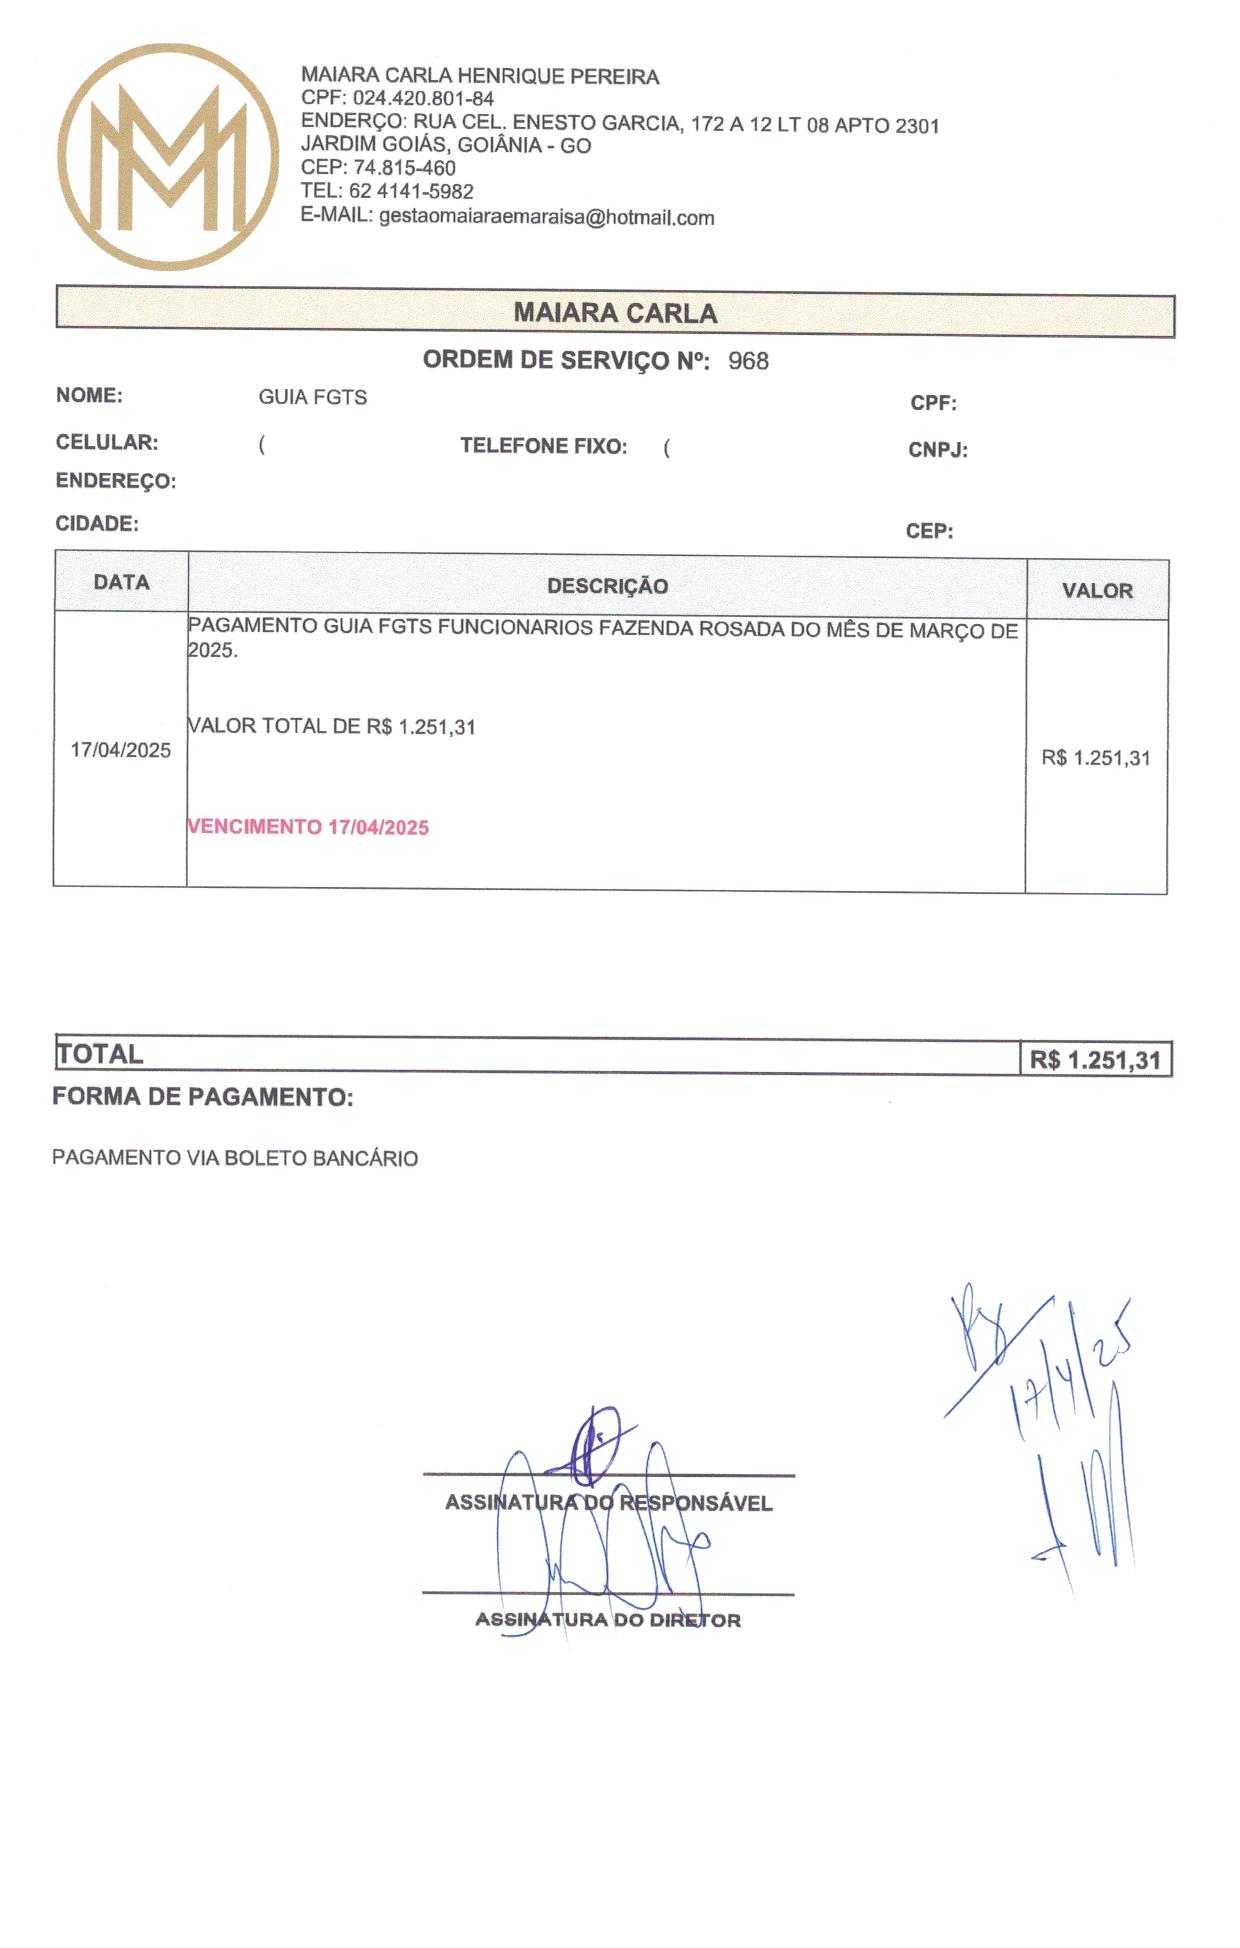 MAIARA CARLA HENRIQUE PEREIRA
CPF: 024.420.801-84
ENDERÇO: RUA CEL. ENESTO GARCIA, 172 A 12 LT 08 APTO 2301
JARDIM GOIÁS, GOIÂNIA - GO
CEP: 74.815-460
TEL: 62 4141-5982
E-MAIL: gestaomaiaraemaraisa@hotmail.com
MAIARA CARLA
ORDEM DE SERVIÇO Nº: 968
NOME: GUIA FGTS CPF:
CELULAR: ( TELEFONE FIXO: ( CNPJ:
ENDEREÇO:
CIDADE: CEP:
DATA DESCRIÇÃO VALOR
PAGAMENTO GUIA FGTS FUNCIONARIOS FAZENDA ROSADA DO MÊS DE MARÇO DE
2025.
VALOR TOTAL DE R$ 1.251,31
17/04/2025 R$ 1.251,31
VENCIMENTO 17/04/2025
TOTAL R$ 1.251,31
FORMA DE PAGAMENTO:
PAGAMENTO VIA BOLETO BANCÁRIO
17/4/25
ASSINATURA DO RESPONSÁVEL
ASSINATURA DO DIRETOR